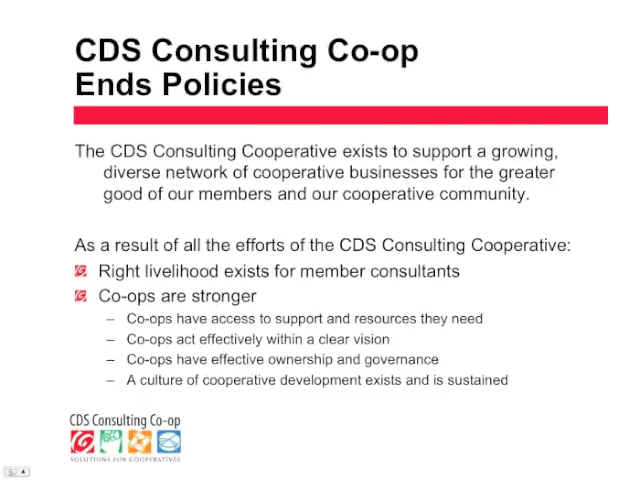 CDS Consulting Co-op
Ends Policies
The CDS Consulting Cooperative exists to support a growing,
diverse network of cooperative businesses for the greater
good of our members and our cooperative community.
As a result of all the efforts of the CDS Consulting Cooperative:
Right livelihood exists for member consultants
Co-ops are stronger
– Co-ops have access to support and resources they need
– Co-ops act effectively within a clear vision
– Co-ops have effective ownership and governance
– A culture of cooperative development exists and is sustained
CDS Consulting Co-op
SOLUTIONS FOR COOPERATIVES